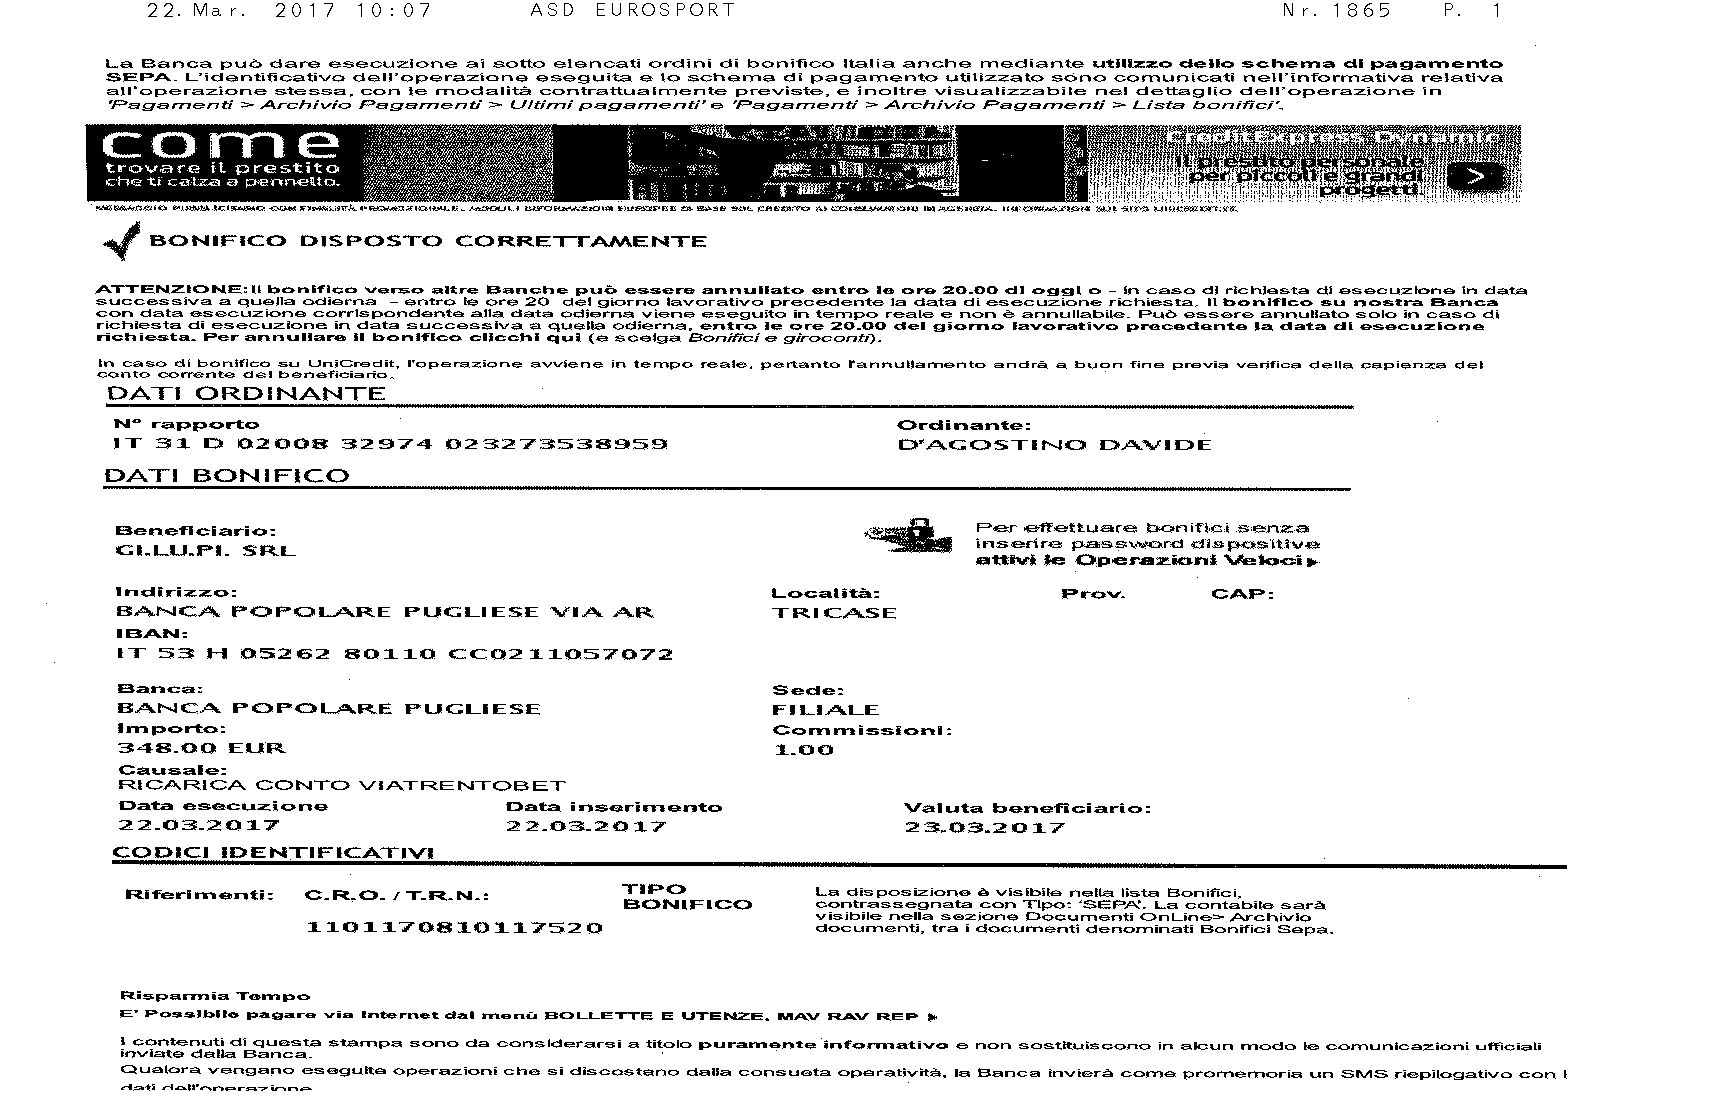 22. Mar. 2017 10:07 ASD EUROSPORT Nr. 1865 P. 1
La Banca può dare esecuzione ai sotto elencati ordini di bonifico Italia anche mediante utilizzo dello schema di pagamento
SEPA. L'identificativo dell'operazione eseguita e lo schema di pagamento utilizzato sono comunicati nell'informativa relativa
all'operazione stessa, con le modalità contrattualmente previste, e inoltre visualizzabile nel dettaglio dell'operazione in
'Pagamenti > Archivio Pagamenti > Ultimi pagamenti' e 'Pagamenti > Archivio Pagamenti > Lista bonifici'.
come
trovare il prestito
che ti calza a pennello.
Il prestito personale
per piccoli e grandi
progetti.
>
BONIFICO DISPOSTO CORRETTAMENTE
ATTENZIONE: Il bonifico verso altre Banche può essere annullato entro le ore 20.00 di oggi o - in caso di richiesta di esecuzione in data
successiva a quella odierna - entro le ore 20 del giorno lavorativo precedente la data di esecuzione richiesta. Il bonifico su nostra Banca
con data esecuzione corrispondente alla data odierna viene eseguito in tempo reale e non è annullabile. Può essere annullato solo in caso di
richiesta di esecuzione in data successiva a quella odierna, entro le ore 20.00 del giorno lavorativo precedente la data di esecuzione
richiesta. Per annullare il bonifico clicchi qui (e scelga Bonifici e giroconti).
In caso di bonifico su UniCredit, l'operazione avviene in tempo reale, pertanto l'annullamento andrà a buon fine previa verifica della capienza del
conto corrente del beneficiario.
DATI ORDINANTE
N° rapporto Ordinante:
IT 31 D 02008 32974 023273538959 D'AGOSTINO DAVIDE
DATI BONIFICO
Beneficiario:
GI.LU.PI. SRL
Per effettuare bonifici senza
inserire password dispositive
attivi le Operazioni Veloci
Indirizzo: Località: Prov. CAP:
BANCA POPOLARE PUGLIESE VIA AR TRICASE
IBAN:
IT 53 H 05262 80110 CC0211057072
Banca: Sede:
BANCA POPOLARE PUGLIESE FILIALE
Importo: Commissioni:
348.00 EUR 1.00
Causale:
RICARICA CONTO VIATRENTOBET
Data esecuzione Data inserimento Valuta beneficiario:
22.03.2017 22.03.2017 23.03.2017
CODICI IDENTIFICATIVI
Riferimenti: C.R.O. / T.R.N.: TIPO BONIFICO
1101170810117520
La disposizione è visibile nella lista Bonifici,
contrassegnata con Tipo: 'SEPA'. La contabile sarà
visibile nella sezione Documenti OnLine> Archivio
documenti, tra i documenti denominati Bonifici Sepa.
Risparmia Tempo
E' Possibile pagare via Internet dal menù BOLLETTE E UTENZE, MAV RAV REP
I contenuti di questa stampa sono da considerarsi a titolo puramente informativo e non sostituiscono in alcun modo le comunicazioni ufficiali
inviate dalla Banca.
Qualora vengano eseguite operazioni che si discostano dalla consueta operatività, la Banca invierà come promemoria un SMS riepilogativo con i
dati dell'operazione